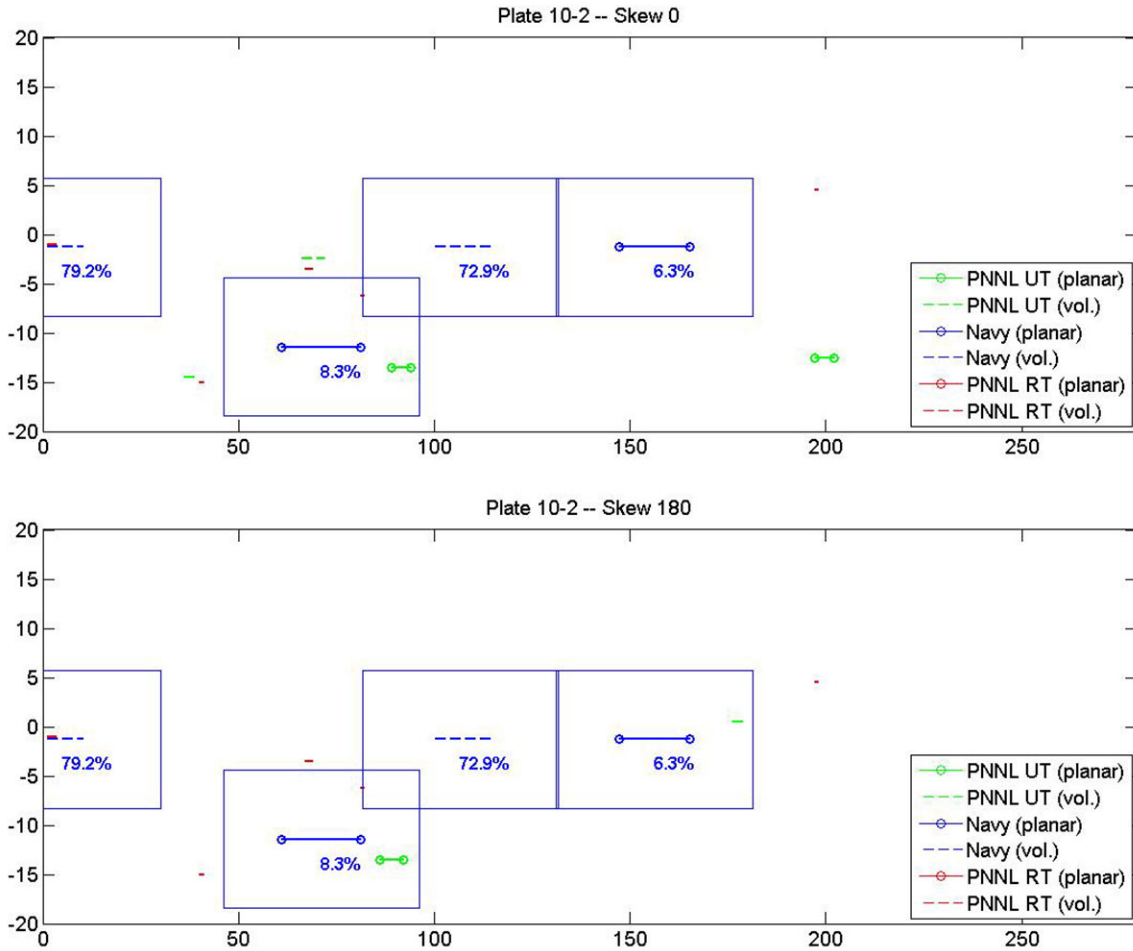 Plate 10-2 -- Skew 0
20
15
10
5
0
-5
-10
-15
-20
79.2%
72.9%
6.3%
8.3%
PNNL UT (planar)
PNNL UT (vol.)
Navy (planar)
Navy (vol.)
PNNL RT (planar)
PNNL RT (vol.)
0 50 100 150 200 250
Plate 10-2 -- Skew 180
20
15
10
5
0
-5
-10
-15
-20
79.2%
72.9%
6.3%
8.3%
PNNL UT (planar)
PNNL UT (vol.)
Navy (planar)
Navy (vol.)
PNNL RT (planar)
PNNL RT (vol.)
0 50 100 150 200 250